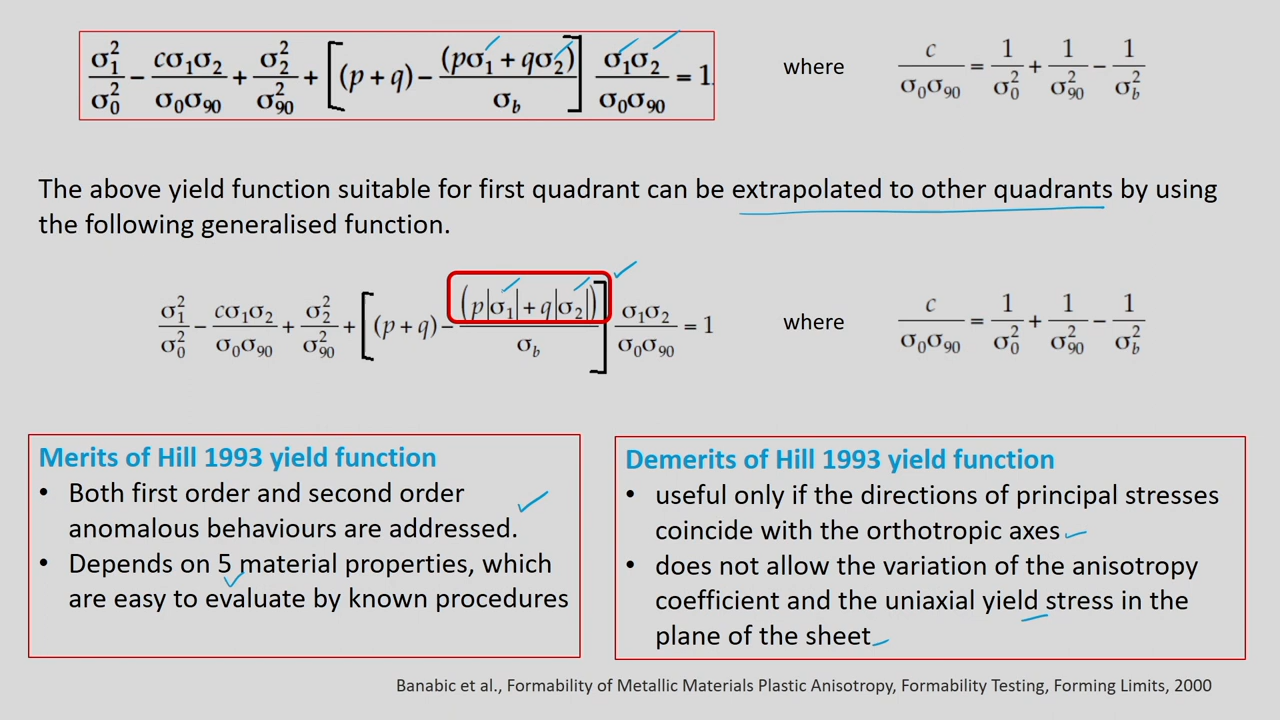 σ₁²/σ₀² − cσ₁σ₂/σ₀σ₉₀ + σ₂²/σ₉₀² + [(p + q) − (pσ₁ + qσ₂)/σ_b] σ₁σ₂/σ₀σ₉₀ = 1 where c/σ₀σ₉₀ = 1/σ₀² + 1/σ₉₀² − 1/σ_b²
The above yield function suitable for first quadrant can be extrapolated to other quadrants by using
the following generalised function.
σ₁²/σ₀² − cσ₁σ₂/σ₀σ₉₀ + σ₂²/σ₉₀² + [(p + q) − (p|σ₁| + q|σ₂|)/σ_b] σ₁σ₂/σ₀σ₉₀ = 1 where c/σ₀σ₉₀ = 1/σ₀² + 1/σ₉₀² − 1/σ_b²
Merits of Hill 1993 yield function
• Both first order and second order
anomalous behaviours are addressed.
• Depends on 5 material properties, which
are easy to evaluate by known procedures
Demerits of Hill 1993 yield function
• useful only if the directions of principal stresses
coincide with the orthotropic axes
• does not allow the variation of the anisotropy
coefficient and the uniaxial yield stress in the
plane of the sheet
Banabic et al., Formability of Metallic Materials Plastic Anisotropy, Formability Testing, Forming Limits, 2000